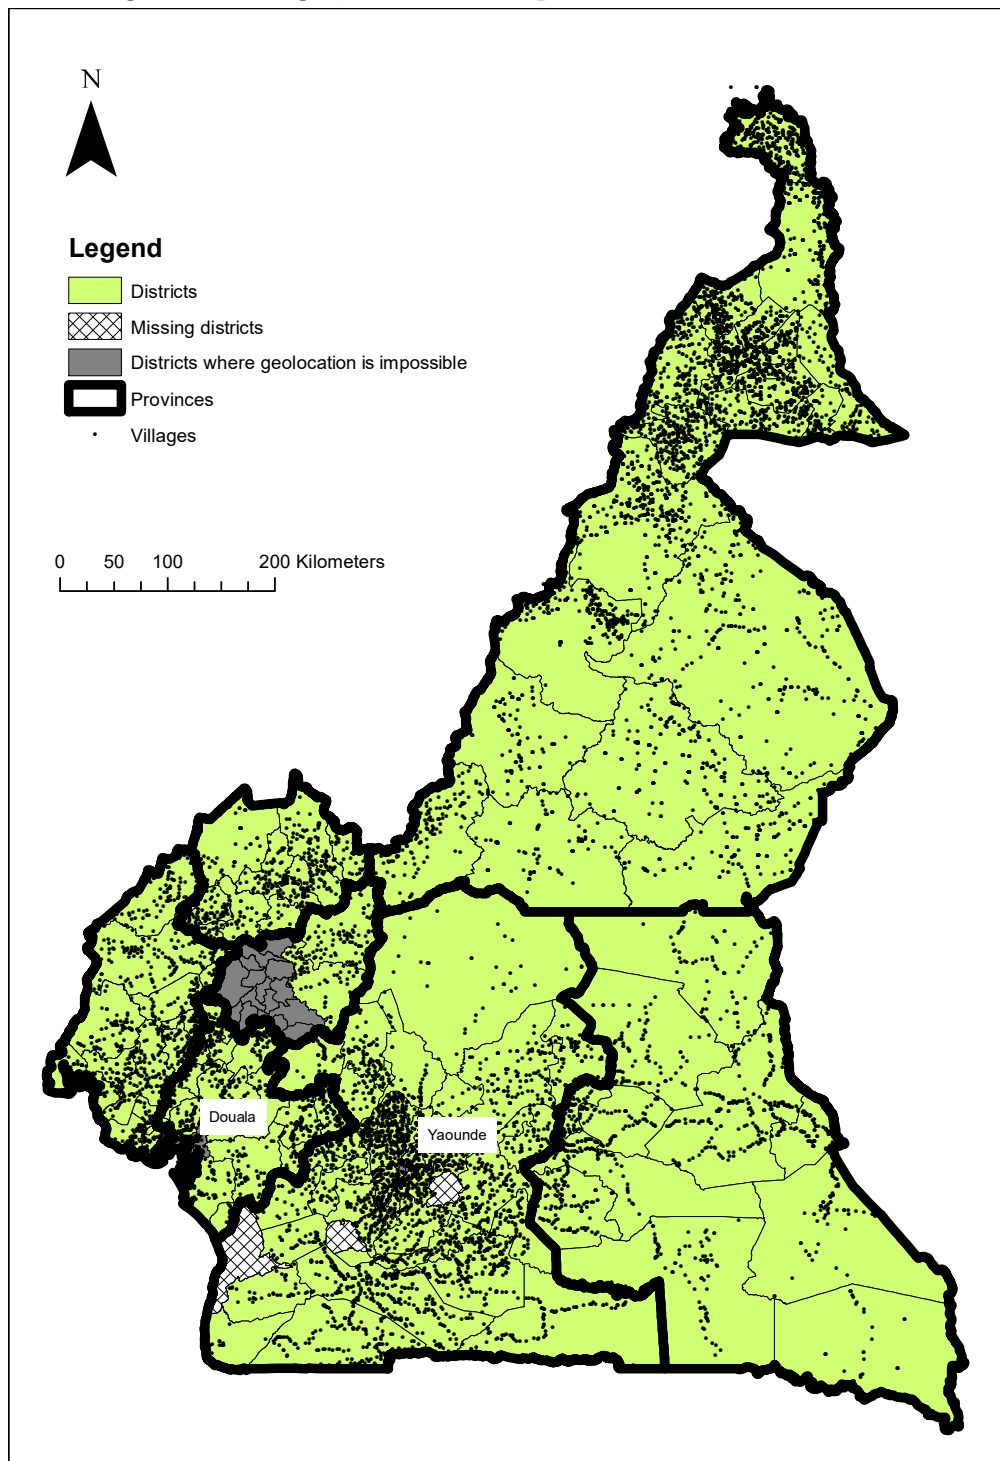 N
Legend
Districts
Missing districts
Districts where geolocation is impossible
Provinces
Villages
0 50 100 200 Kilometers
Douala
Yaounde